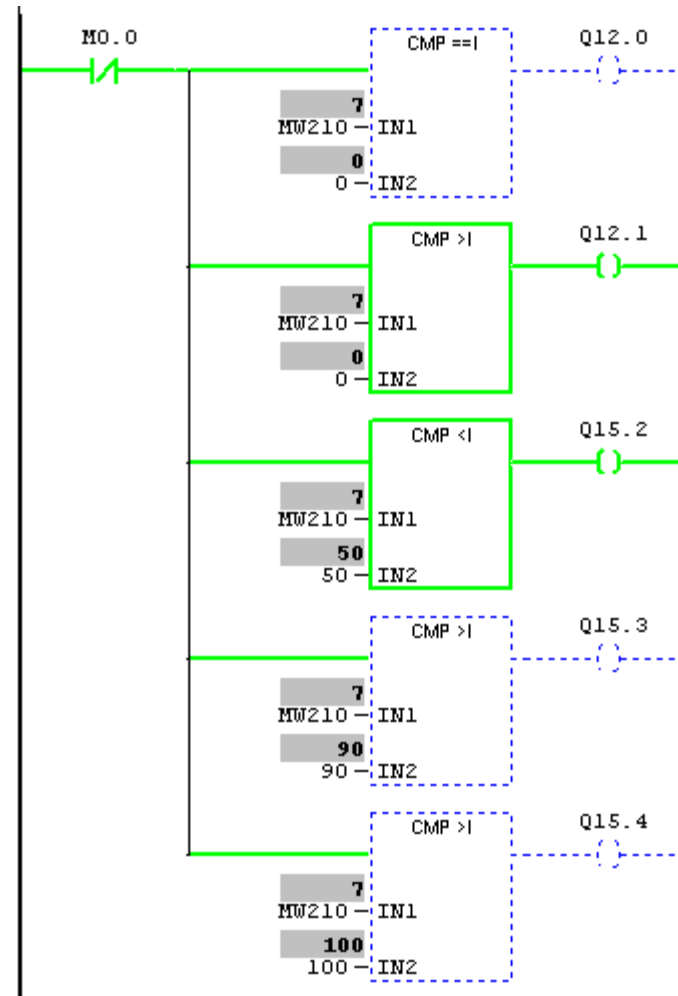 M0.0
CMP ==I
Q12.0
7
MW210 IN1
0
0 IN2
CMP >I
Q12.1
7
MW210 IN1
0
0 IN2
CMP <I
Q15.2
7
MW210 IN1
50
50 IN2
CMP >I
Q15.3
7
MW210 IN1
90
90 IN2
CMP >I
Q15.4
7
MW210 IN1
100
100 IN2